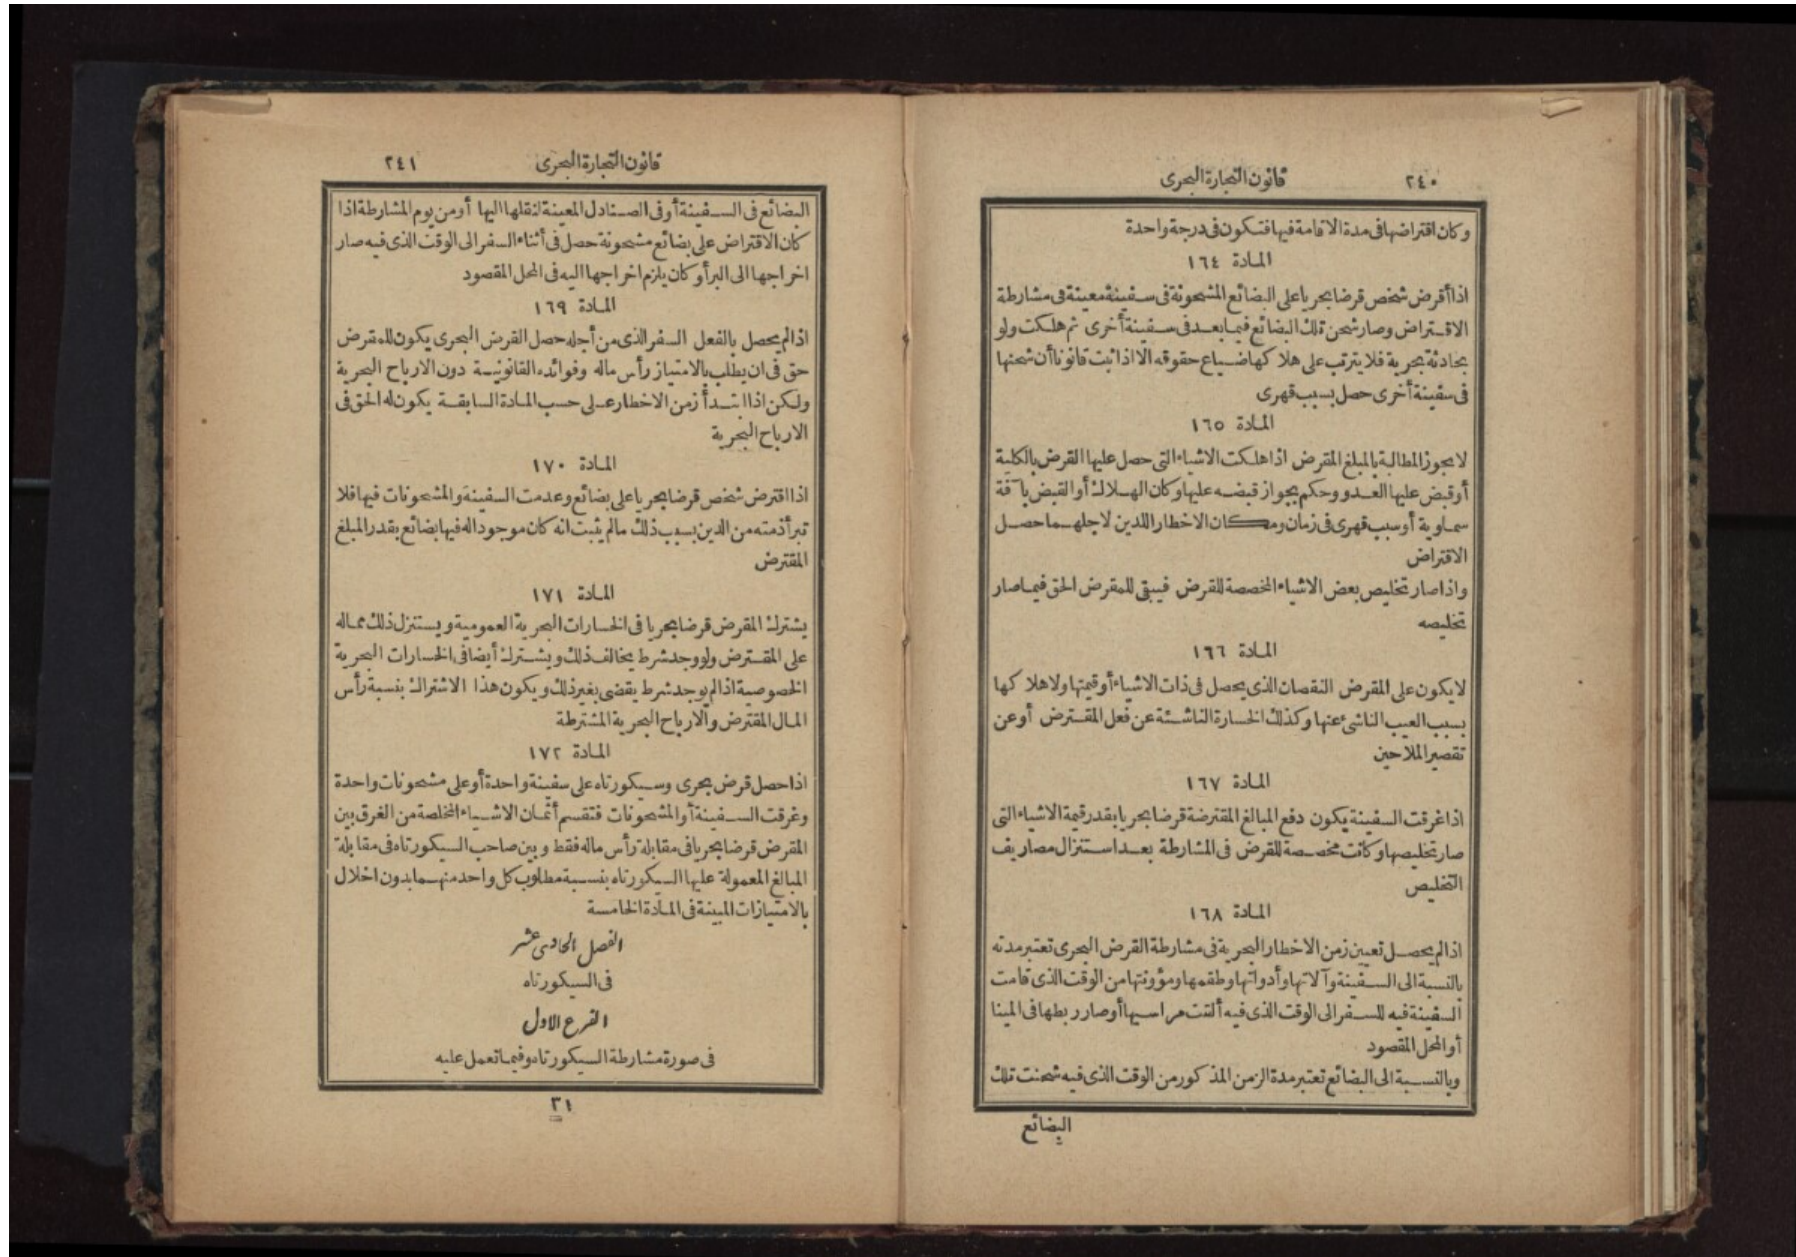 ٢٤٠
قانون التجارة البحرى
وكان اقتراضها فى مدة الاقامة فيها فتكون فى درجة واحدة
المادة ١٦٤
اذا أقرض شخص قرضا بحريا على البضائع المشحونة فى سفينة معينة فى مشارطة
الاقتراض وصار شحن تلك البضائع فيما بعد فى سفينة أخرى ثم هلكت ولو
بحادثة بحرية فلا يترتب على هلاكها ضياع حقوقه الا اذا ثبت قانونا أن شحنها
فى سفينة أخرى حصل بسبب قهرى
المادة ١٦٥
لا يجوز المطالبة بالمبلغ المقرض اذا هلكت الاشياء التى حصل عليها القرض بالكلية
أو قبض عليها العدو وحكم بجواز قبضه عليها وكان الهلاك أو القبض بآفة
سماوية أو سبب قهرى فى زمان ومكان الاخطار اللذين لاجلهما حصل
الاقتراض
واذا صار تخليص بعض الاشياء المخصصة للقرض فيبقى للمقرض الحق فيما صار
تخليصه
المادة ١٦٦
لا يكون على المقرض النقصان الذى يحصل فى ذات الاشياء أو قيمتها ولا هلاكها
بسبب العيب الناشئ عنها وكذلك الخسارة الناشئة عن فعل المقترض أو عن
تقصير الملاحين
المادة ١٦٧
اذا غرقت السفينة يكون دفع المبالغ المقترضة قرضا بحريا بقدر قيمة الاشياء التى
صار تخليصها وكانت مخصصة للقرض فى المشارطة بعد استنزال مصاريف
التخليص
المادة ١٦٨
اذا لم يحصل تعيين زمن الاخطار البحرية فى مشارطة القرض البحرى تعتبر مدته
بالنسبة الى السفينة وآلاتها وأدواتها وطقمها ومؤونتها من الوقت الذى قامت
السفينة فيه للسفر الى الوقت الذى فيه ألقت مراسيها أو صار ربطها فى المينا
أو المحل المقصود
وبالنسبة الى البضائع تعتبر مدة الزمن المذكور من الوقت الذى فيه شحنت تلك
البضائع
قانون التجارة البحرى
٢٤١
البضائع فى السفينة أو فى الصنادل المعينة لنقلها اليها أو من يوم المشارطة اذا
كان الاقتراض على بضائع مشحونة حصل فى أثناء السفر الى الوقت الذى فيه صار
اخراجها الى البر أو كان يلزم اخراجها اليه فى المحل المقصود
المادة ١٦٩
اذا لم يحصل بالفعل السفر الذى من أجله حصل القرض البحرى يكون للمقرض
حق فى ان يطلب بالامتياز رأس ماله وفوائده القانونية دون الارباح البحرية
ولكن اذا ابتدأ زمن الاخطار على حسب المادة السابقة يكون له الحق فى
الارباح البحرية
المادة ١٧٠
اذا اقترض شخص قرضا بحريا على بضائع وعدمت السفينة والمشحونات فيها فلا
تبرأ ذمته من الدين بسبب ذلك مالم يثبت انه كان موجودا له فيها بضائع بقدر المبلغ
المقترض
المادة ١٧١
يشترك المقرض قرضا بحريا فى الخسارات البحرية العمومية ويستنزل ذلك مما له
على المقترض ولو وجد شرط يخالف ذلك ويشترك أيضا فى الخسارات البحرية
الخصوصية اذا لم يوجد شرط يقضى بغير ذلك ويكون هذا الاشتراك بنسبة رأس
المال المقترض والارباح البحرية المشترطة
المادة ١٧٢
اذا حصل قرض بحرى وسيكورتاه على سفينة واحدة أو على مشحونات واحدة
وغرقت السفينة أو المشحونات فتقسم أثمان الاشياء المخلصة من الغرق بين
المقرض قرضا بحريا فى مقابلة رأس ماله فقط وبين صاحب السيكورتاه فى مقابلة
المبالغ المعمولة عليها السيكورتاه بنسبة مطلوب كل واحد منهما بدون اخلال
بالامتيازات المبينة فى المادة الخامسة
الفصل الحادى عشر
فى السيكورتاه
الفرع الاول
فى صورة مشارطة السيكورتاه وفيما تعمل عليه
٣١